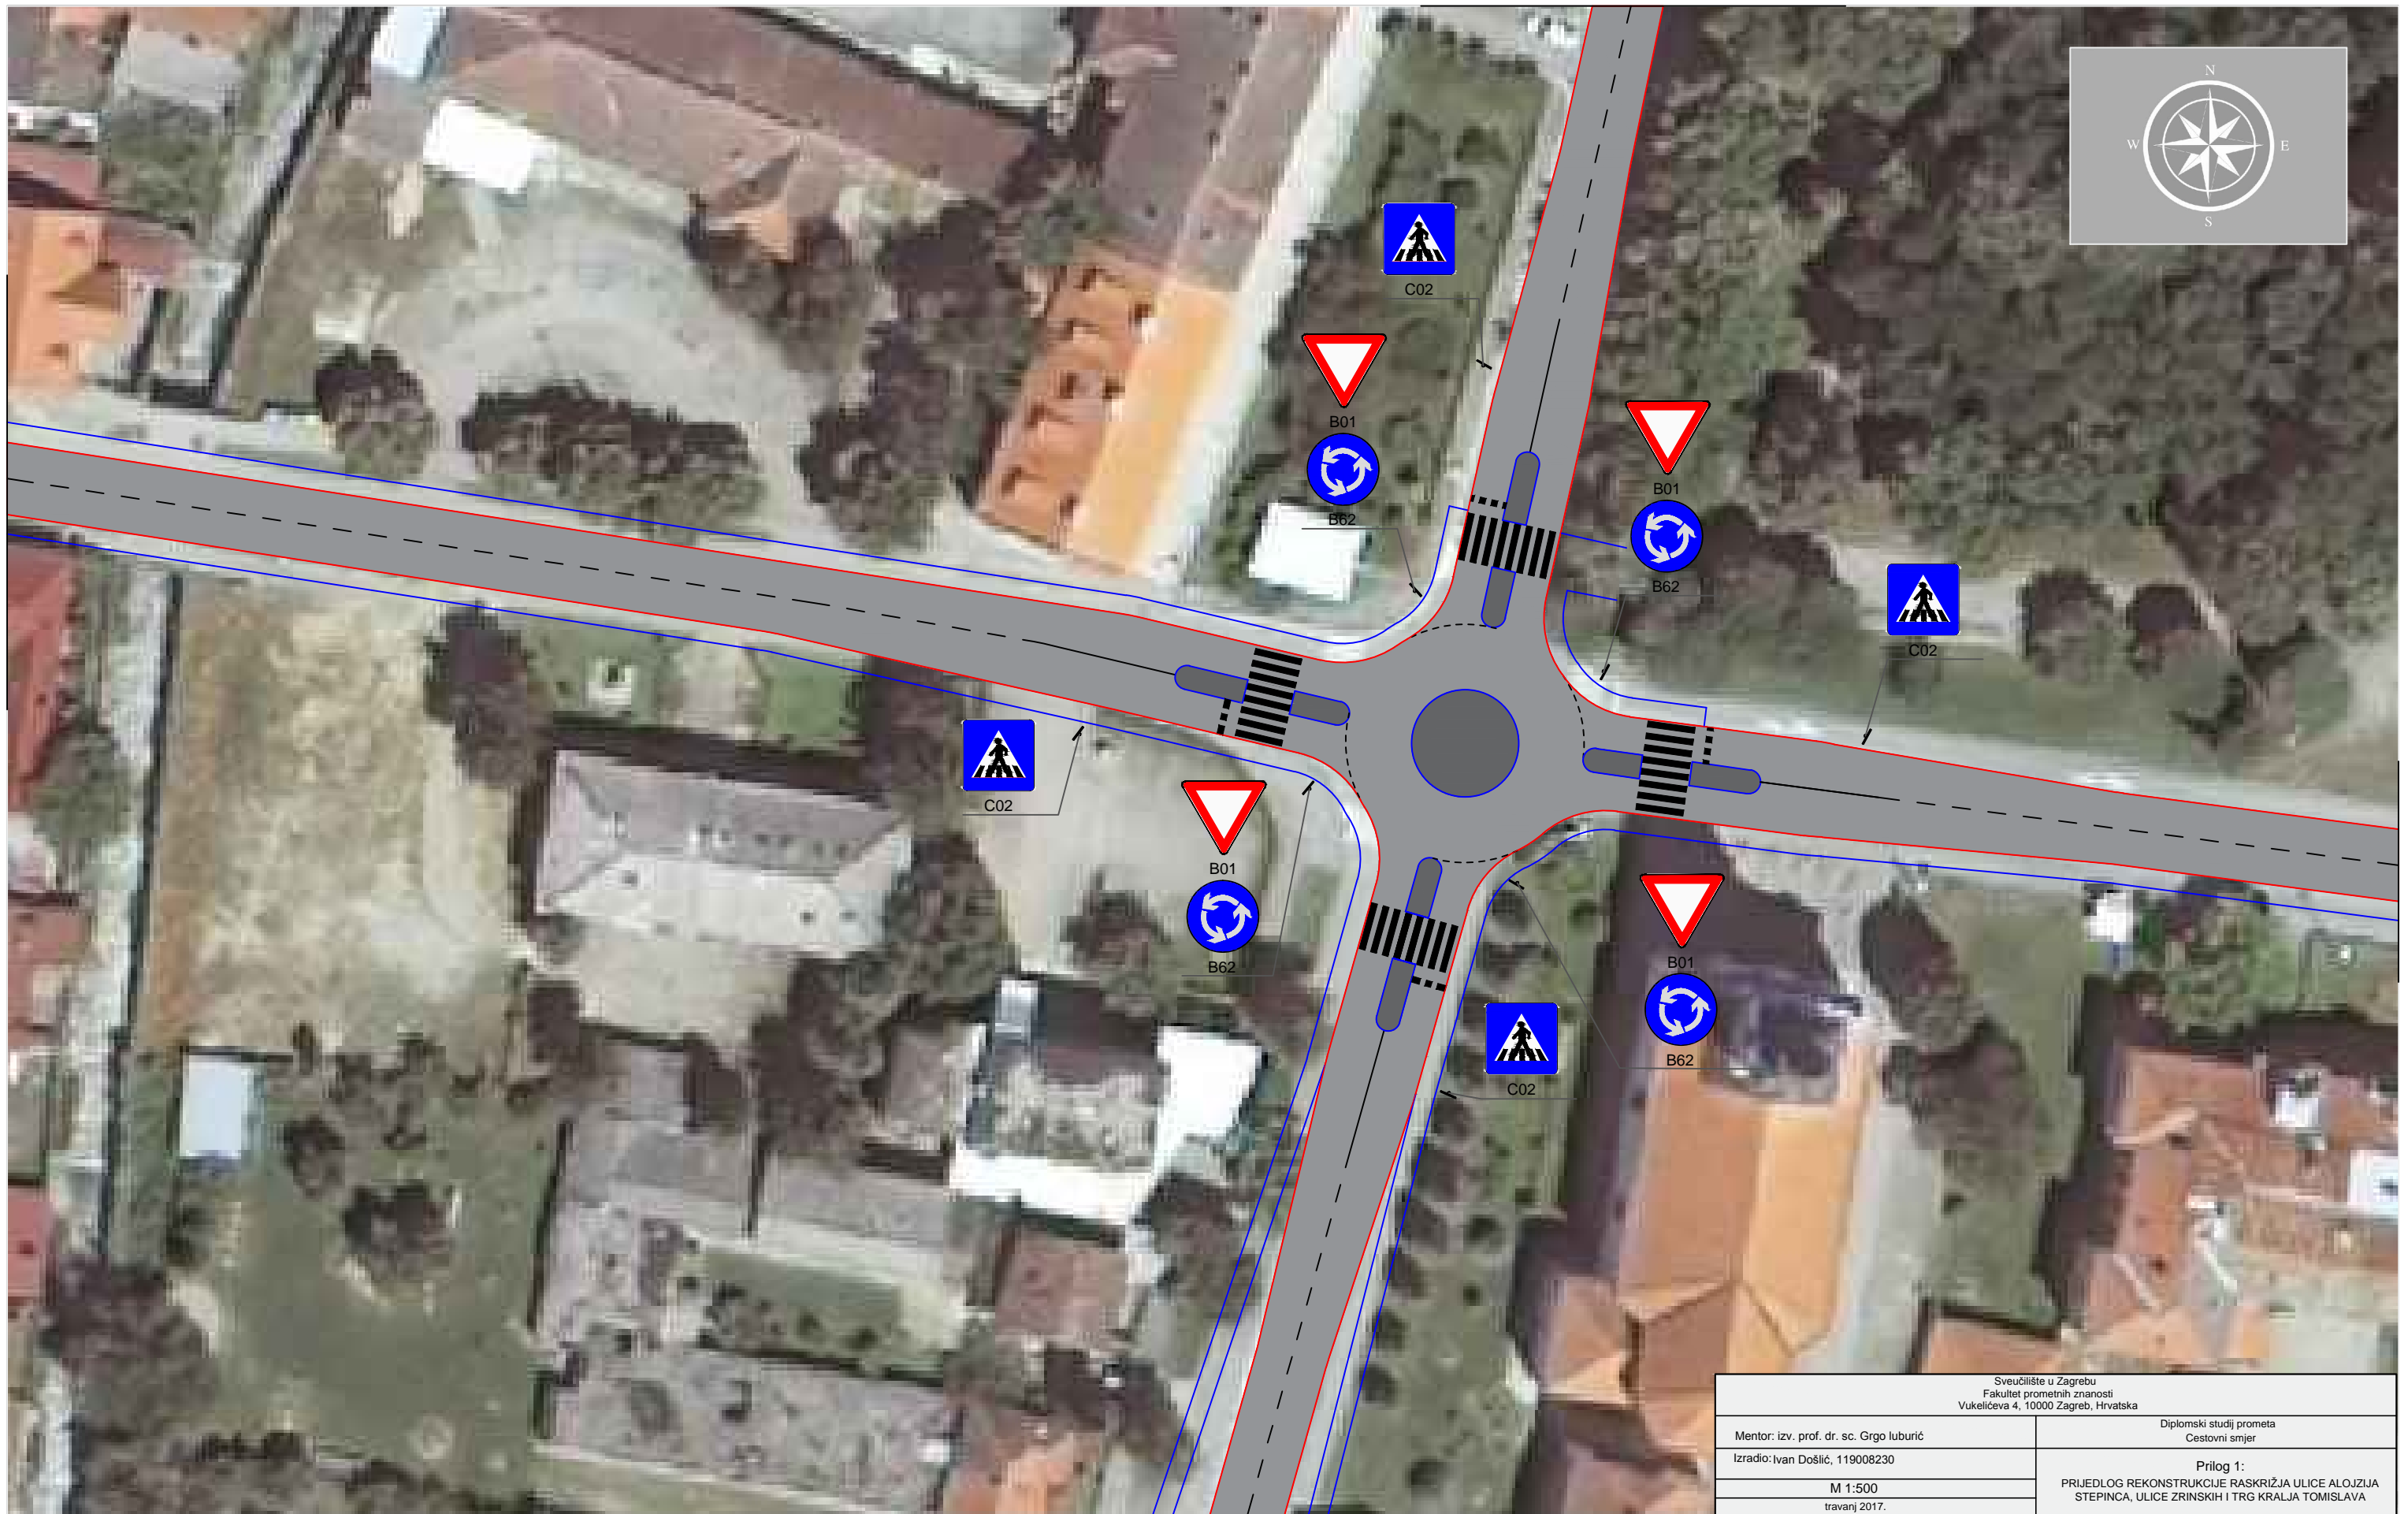 N
W
E
S
C02
B01
B62
B01
B62
C02
C02
B01
B62
B01
B62
C02
Sveučilište u Zagrebu
Fakultet prometnih znanosti
Vukelićeva 4, 10000 Zagreb, Hrvatska
Mentor: izv. prof. dr. sc. Grgo luburić
Diplomski studij prometa
Cestovni smjer
Izradio: Ivan Došlić, 119008230
M 1:500
travanj 2017.
Prilog 1:
PRIJEDLOG REKONSTRUKCIJE RASKRIŽJA ULICE ALOJZIJA
STEPINCA, ULICE ZRINSKIH I TRG KRALJA TOMISLAVA